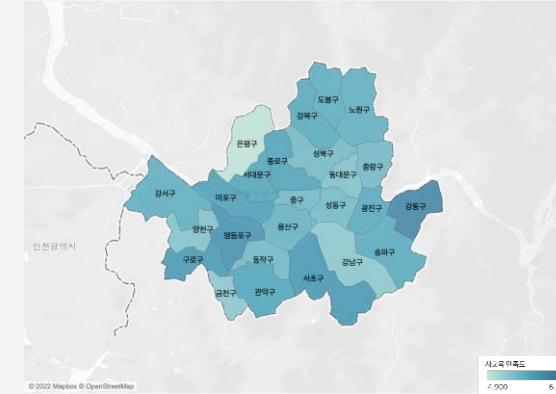 도봉구
노원구
강북구
은평구
성북구
종로구
중랑구
동대문구
서대문구
강서구
마포구
중구
성동구
광진구
강동구
양천구
영등포구
용산구
인천광역시
송파구
구로구
동작구
강남구
서초구
금천구
관악구
사교육 만족도
4.900
6.
© 2022 Mapbox © OpenStreetMap